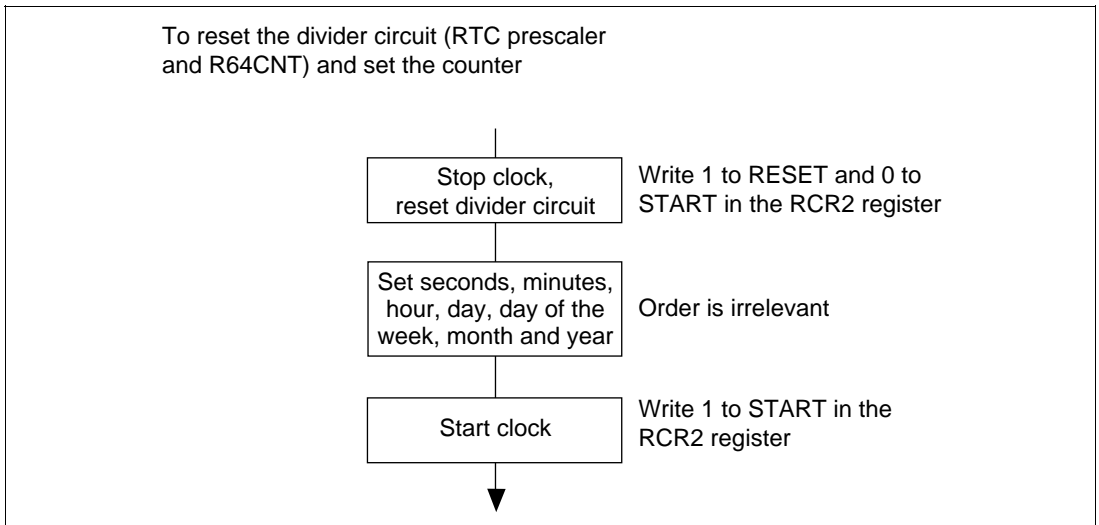 To reset the divider circuit (RTC prescaler
and R64CNT) and set the counter
Stop clock,
reset divider circuit
Write 1 to RESET and 0 to
START in the RCR2 register
Set seconds, minutes,
hour, day, day of the
week, month and year
Order is irrelevant
Start clock
Write 1 to START in the
RCR2 register